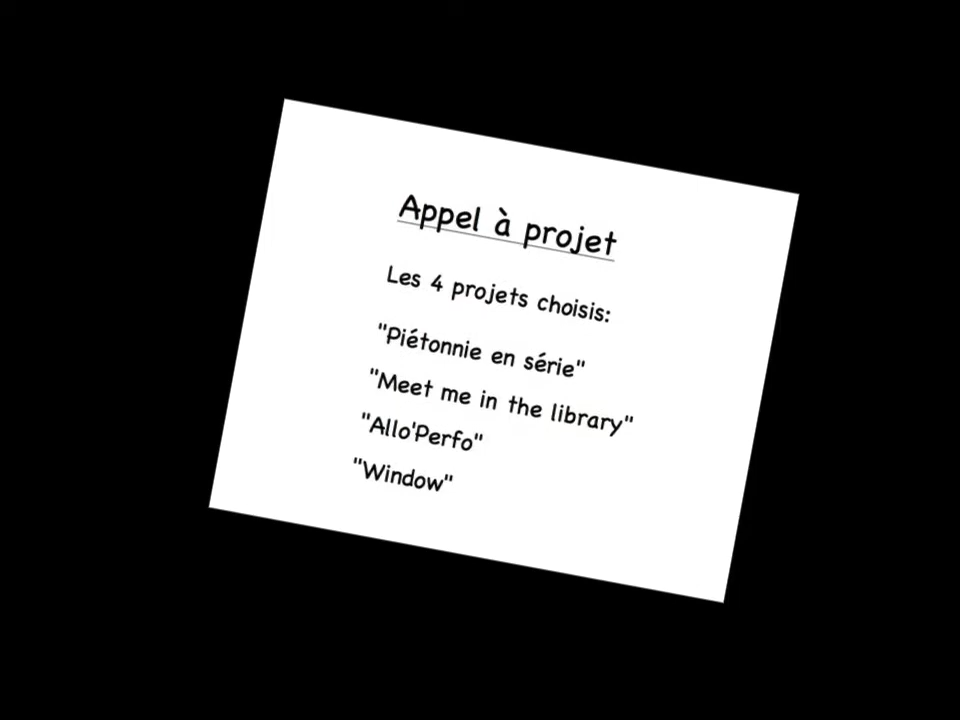 Appel à projet
Les 4 projets choisis:
"Piétonnie en série"
"Meet me in the library"
"Allo'Perfo"
"Window"